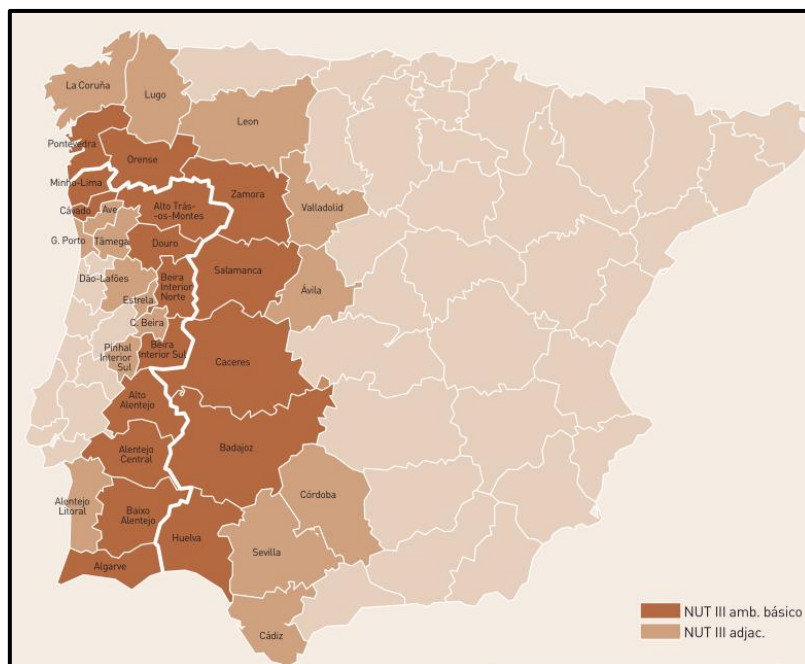 La Coruña
Lugo
Leon
Pontevedra
Orense
Minho-Lima
Zamora
Cávado
Ave
Alto Trás-
-os-Montes
Valladolid
G. Porto
Tâmega
Douro
Dão-Lafões
Beira
Interior
Norte
Salamanca
Ávila
Estrela
C. Beira
Pinhal
Interior
Sul
Beira
Interior Sul
Caceres
Alto
Alentejo
Badajoz
Alentejo
Central
Córdoba
Alentejo
Litoral
Baixo
Alentejo
Huelva
Sevilla
Algarve
Cádiz
NUT III amb. básico
NUT III adjac.